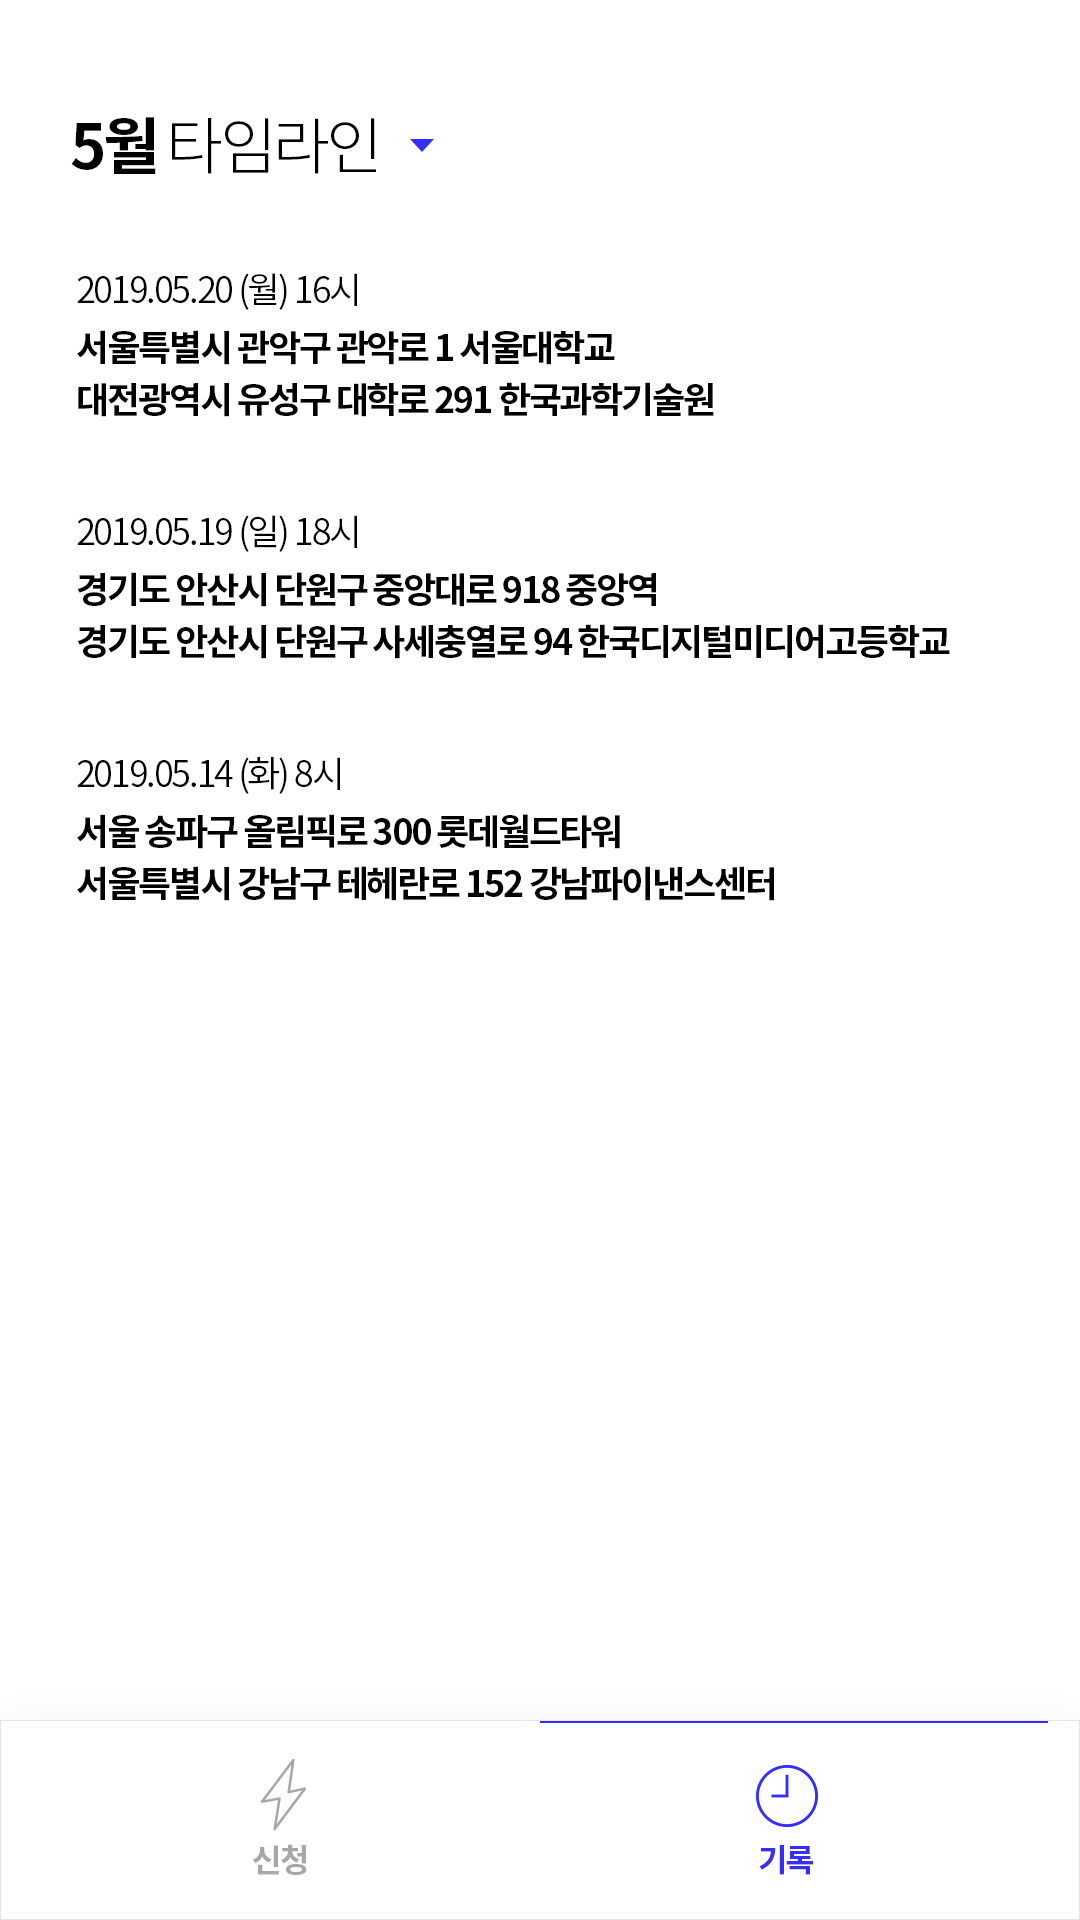 5월 타임라인
2019.05.20 (월) 16시
서울특별시 관악구 관악로 1 서울대학교
대전광역시 유성구 대학로 291 한국과학기술원
2019.05.19 (일) 18시
경기도 안산시 단원구 중앙대로 918 중앙역
경기도 안산시 단원구 사세충열로 94 한국디지털미디어고등학교
2019.05.14 (화) 8시
서울 송파구 올림픽로 300 롯데월드타워
서울특별시 강남구 테헤란로 152 강남파이낸스센터
신청
기록